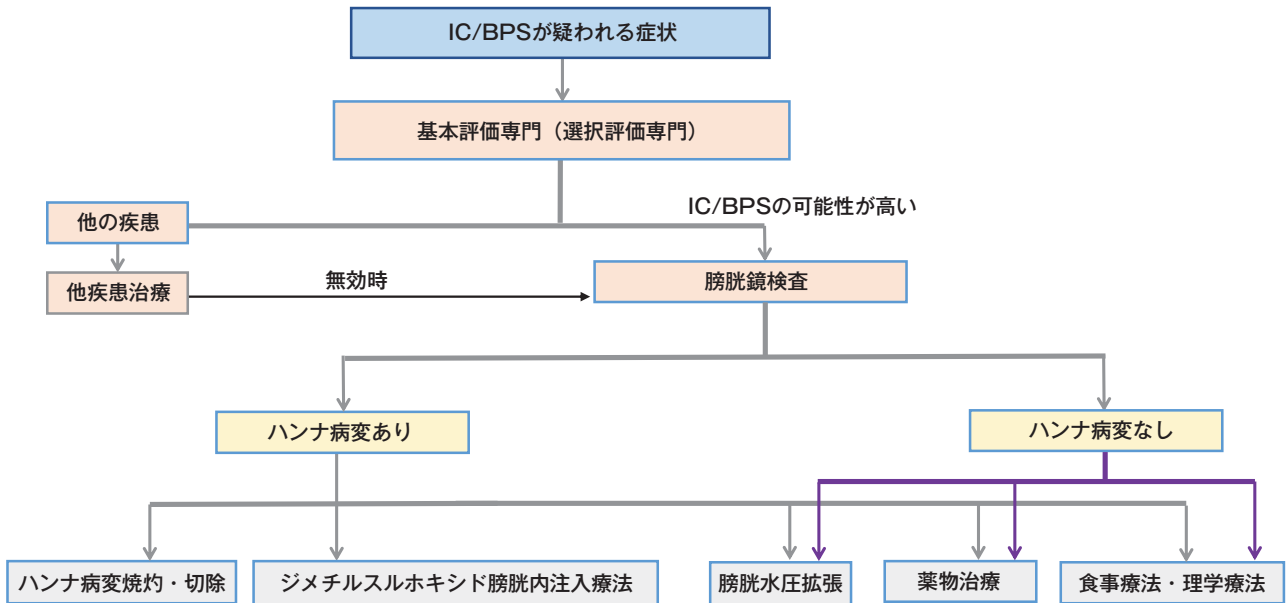 IC/BPSが疑われる症状
基本評価専門（選択評価専門）
IC/BPSの可能性が高い
他の疾患
他疾患治療
無効時
膀胱鏡検査
ハンナ病変あり
ハンナ病変なし
ハンナ病変焼灼・切除
ジメチルスルホキシド膀胱内注入療法
膀胱水圧拡張
薬物治療
食事療法・理学療法